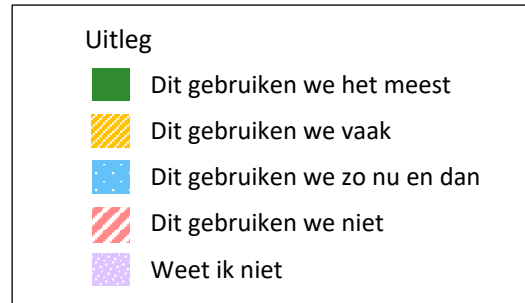 Uitleg
Dit gebruiken we het meest
Dit gebruiken we vaak
Dit gebruiken we zo nu en dan
Dit gebruiken we niet
Weet ik niet